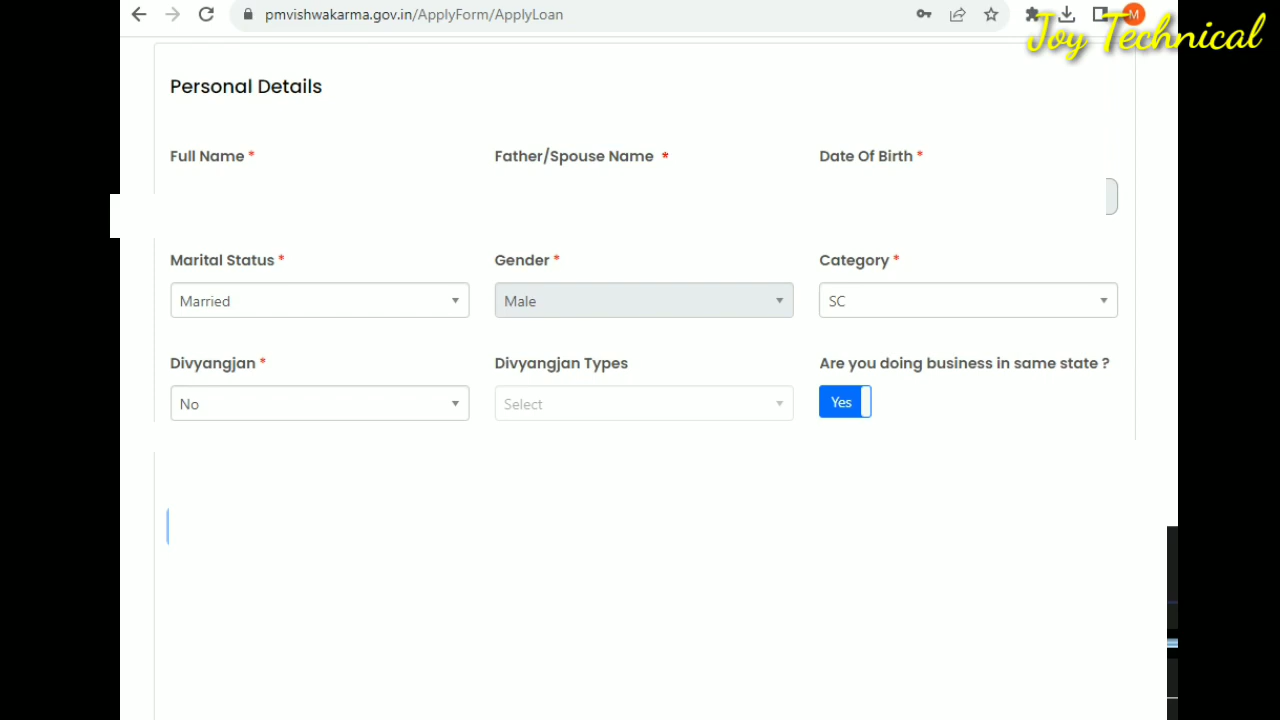 pmvishwakarma.gov.in/ApplyForm/ApplyLoan
M
Joy Technical
Personal Details
Full Name * Father/Spouse Name * Date Of Birth *
Marital Status * Gender * Category *
Married Male SC
Divyangjan * Divyangjan Types Are you doing business in same state ?
No Select Yes